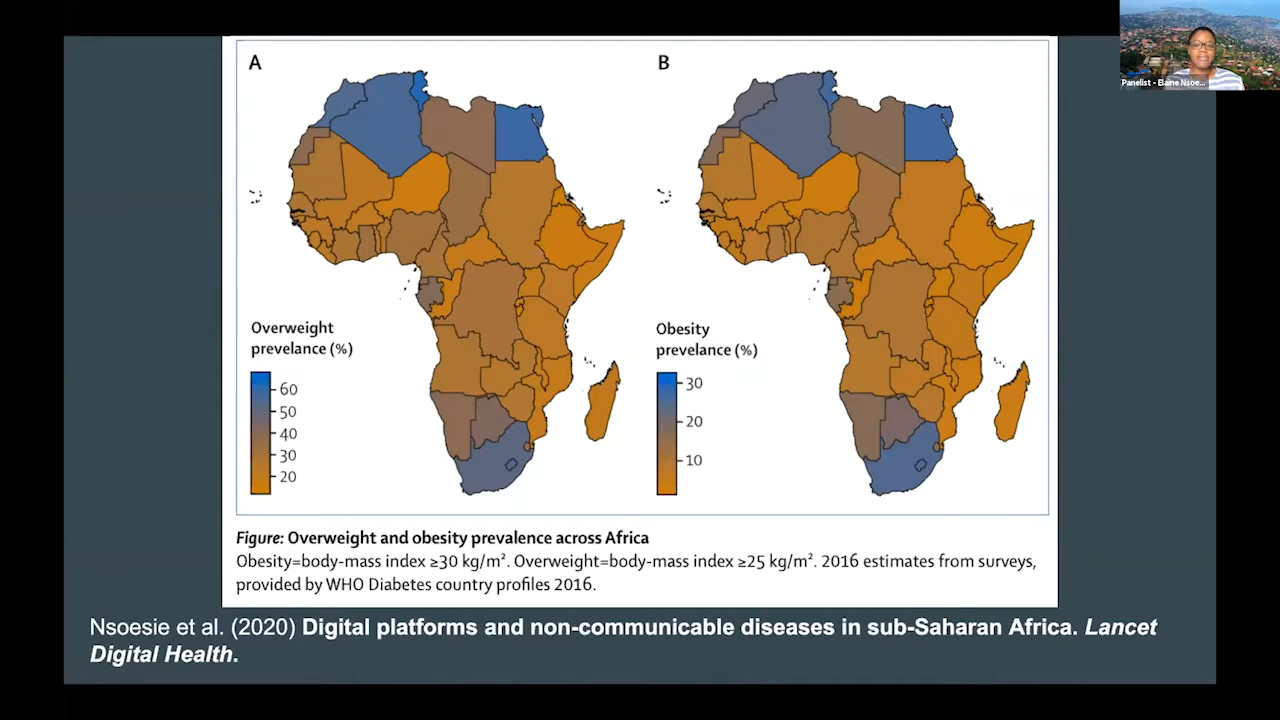 Panelist - Elaine Nsoe...
A
B
Overweight
prevelance (%)
60
50
40
30
20
Obesity
prevelance (%)
30
20
10
Figure: Overweight and obesity prevalence across Africa
Obesity=body-mass index ≥30 kg/m². Overweight=body-mass index ≥25 kg/m². 2016 estimates from surveys,
provided by WHO Diabetes country profiles 2016.
Nsoesie et al. (2020) Digital platforms and non-communicable diseases in sub-Saharan Africa. Lancet
Digital Health.